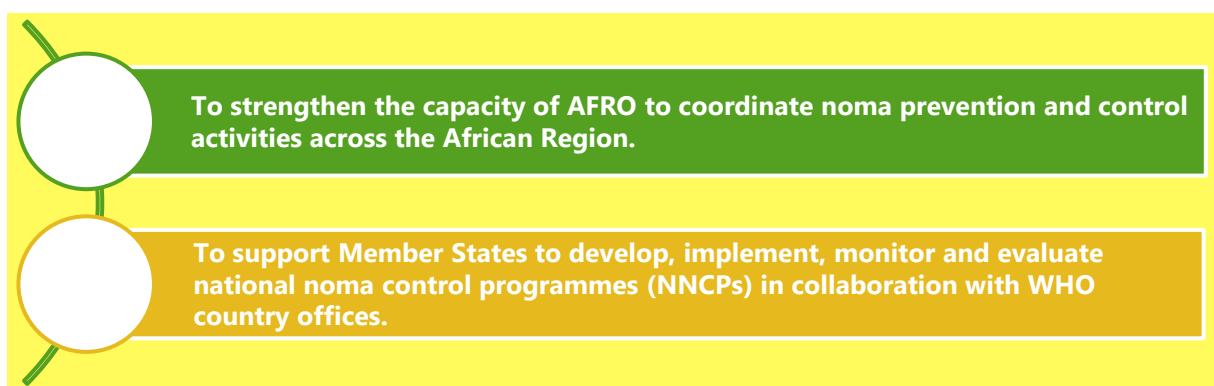 To strengthen the capacity of AFRO to coordinate noma prevention and control
activities across the African Region.
To support Member States to develop, implement, monitor and evaluate
national noma control programmes (NNCPs) in collaboration with WHO
country offices.